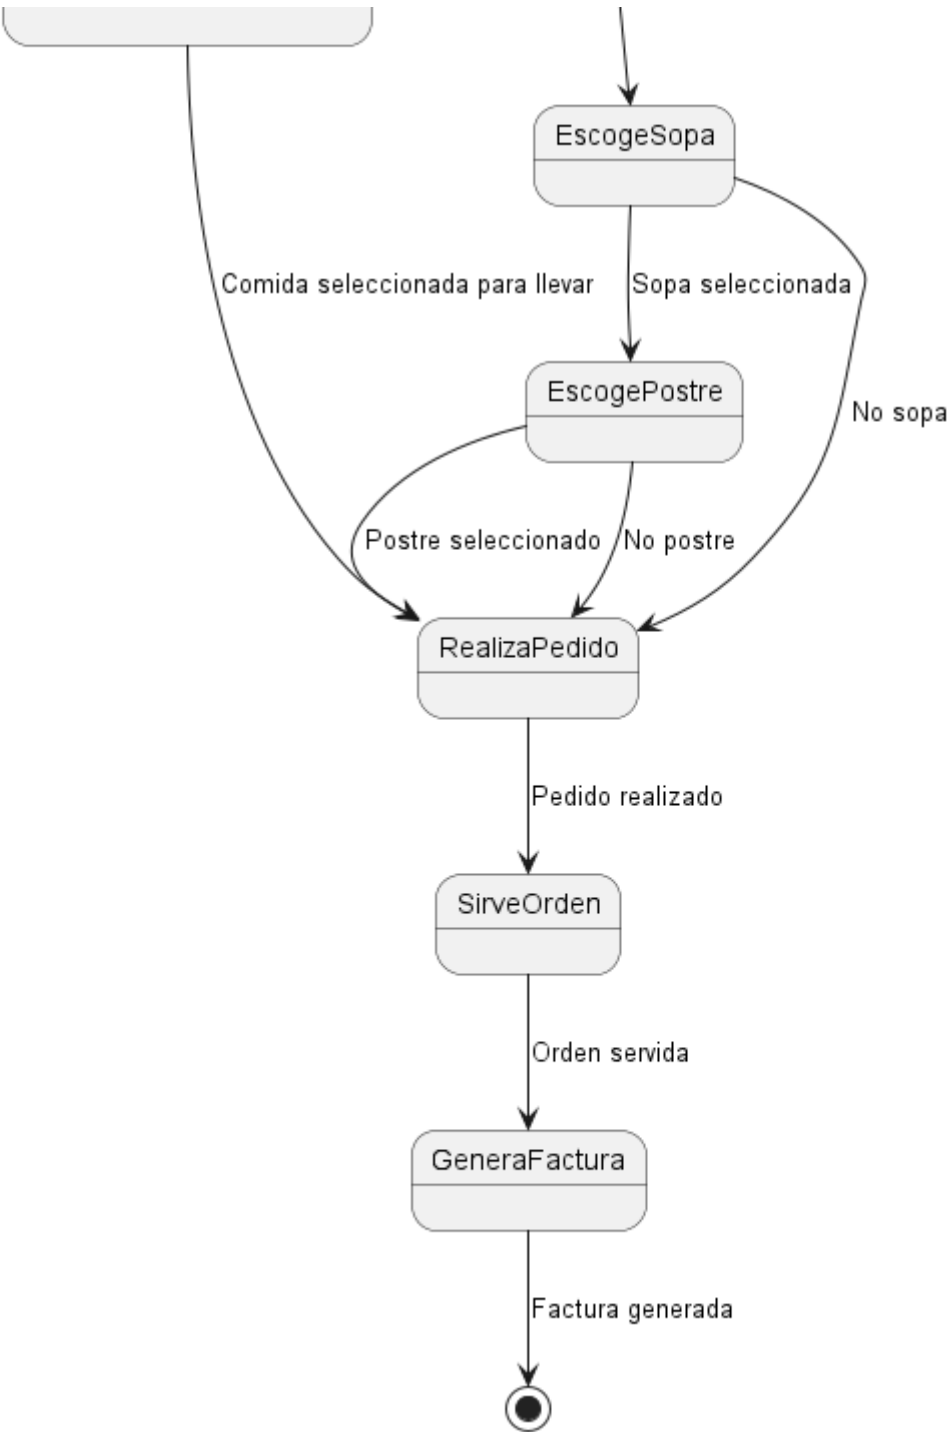 EscogeSopa
Comida seleccionada para llevar
Sopa seleccionada
EscogePostre
No sopa
Postre seleccionado
No postre
RealizaPedido
Pedido realizado
SirveOrden
Orden servida
GeneraFactura
Factura generada